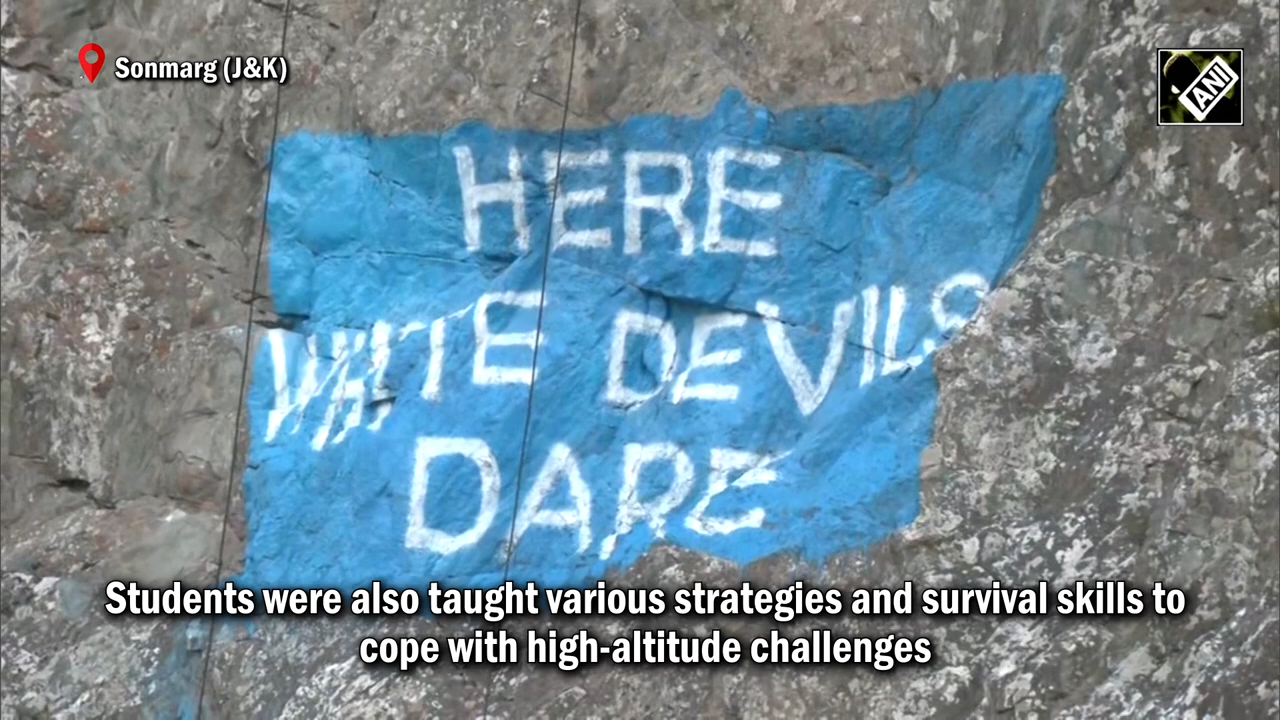 Sonmarg (J&K)
ANI
HERE
WHITE DEVILS
DARE
Students were also taught various strategies and survival skills to
cope with high-altitude challenges